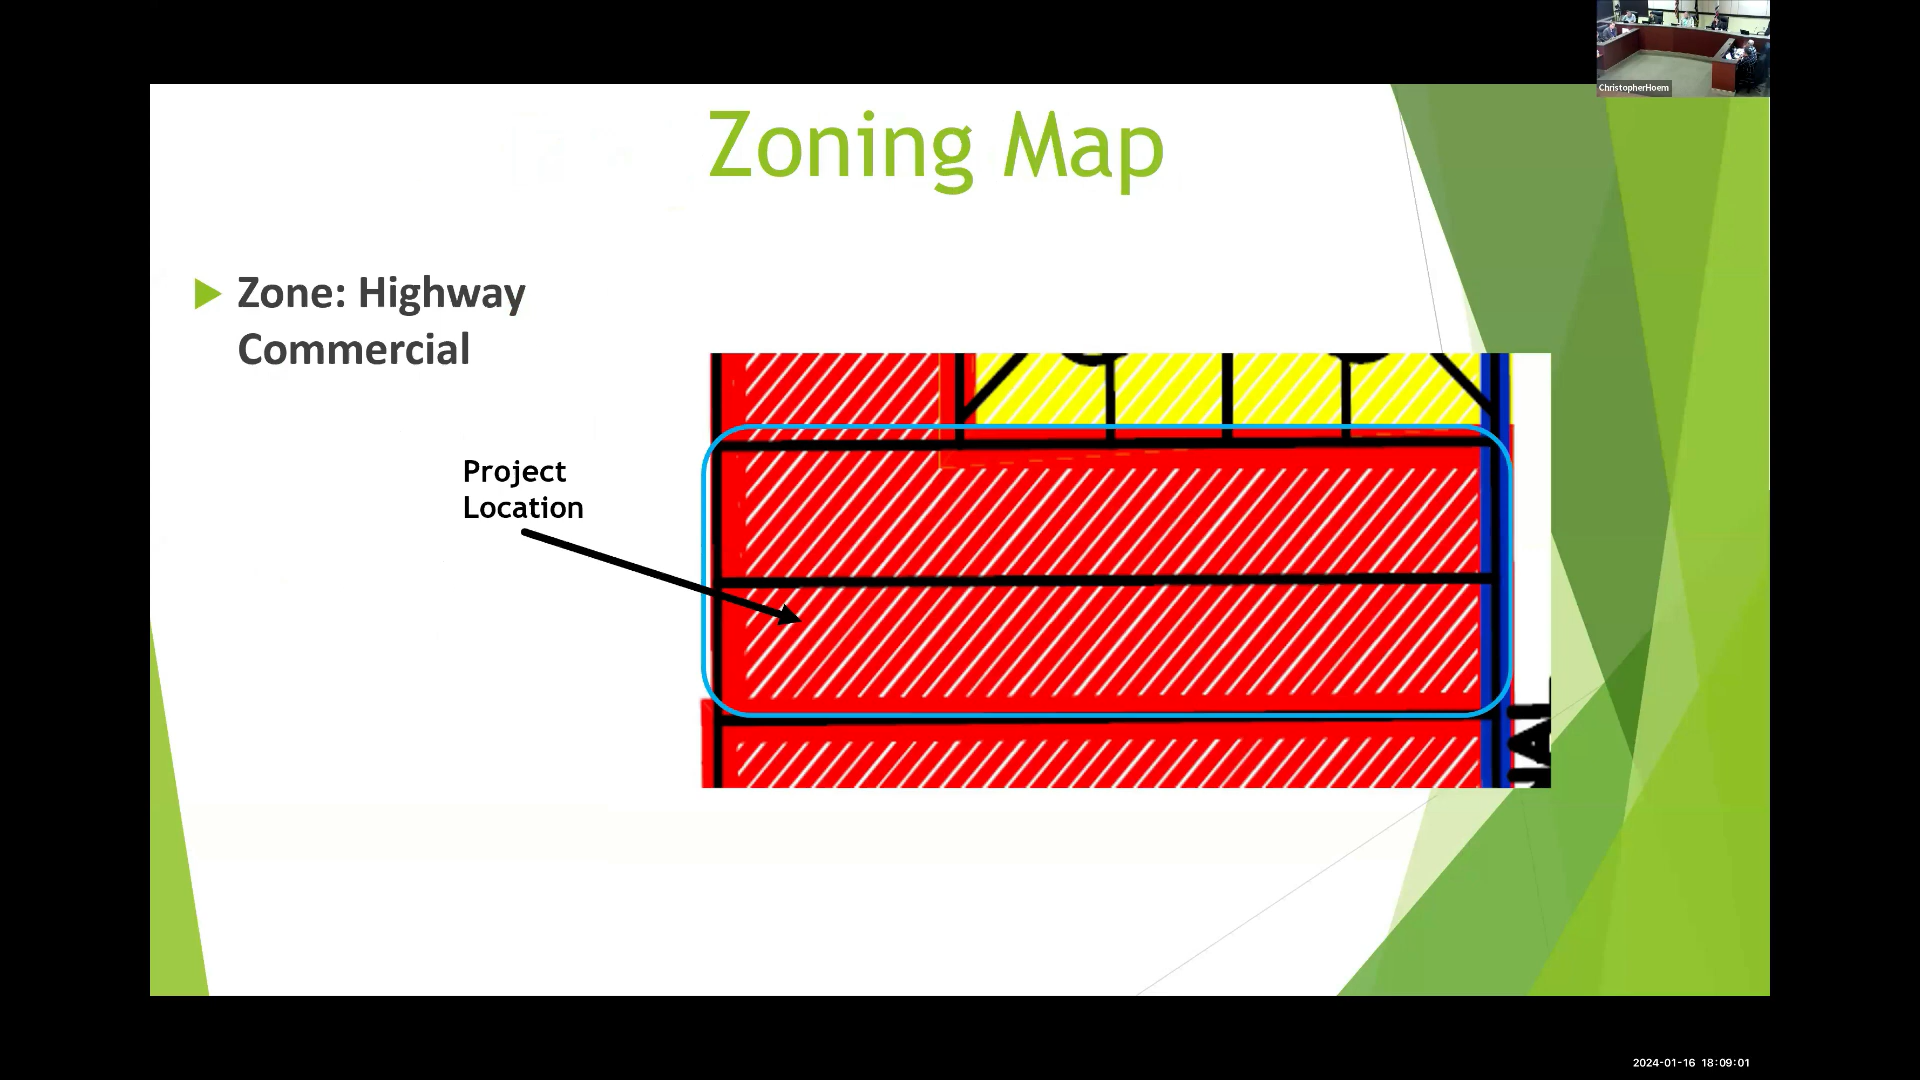 ChristopherHoem
Zoning Map
Zone: Highway
Commercial
Project
Location
2024-01-16 18:09:01